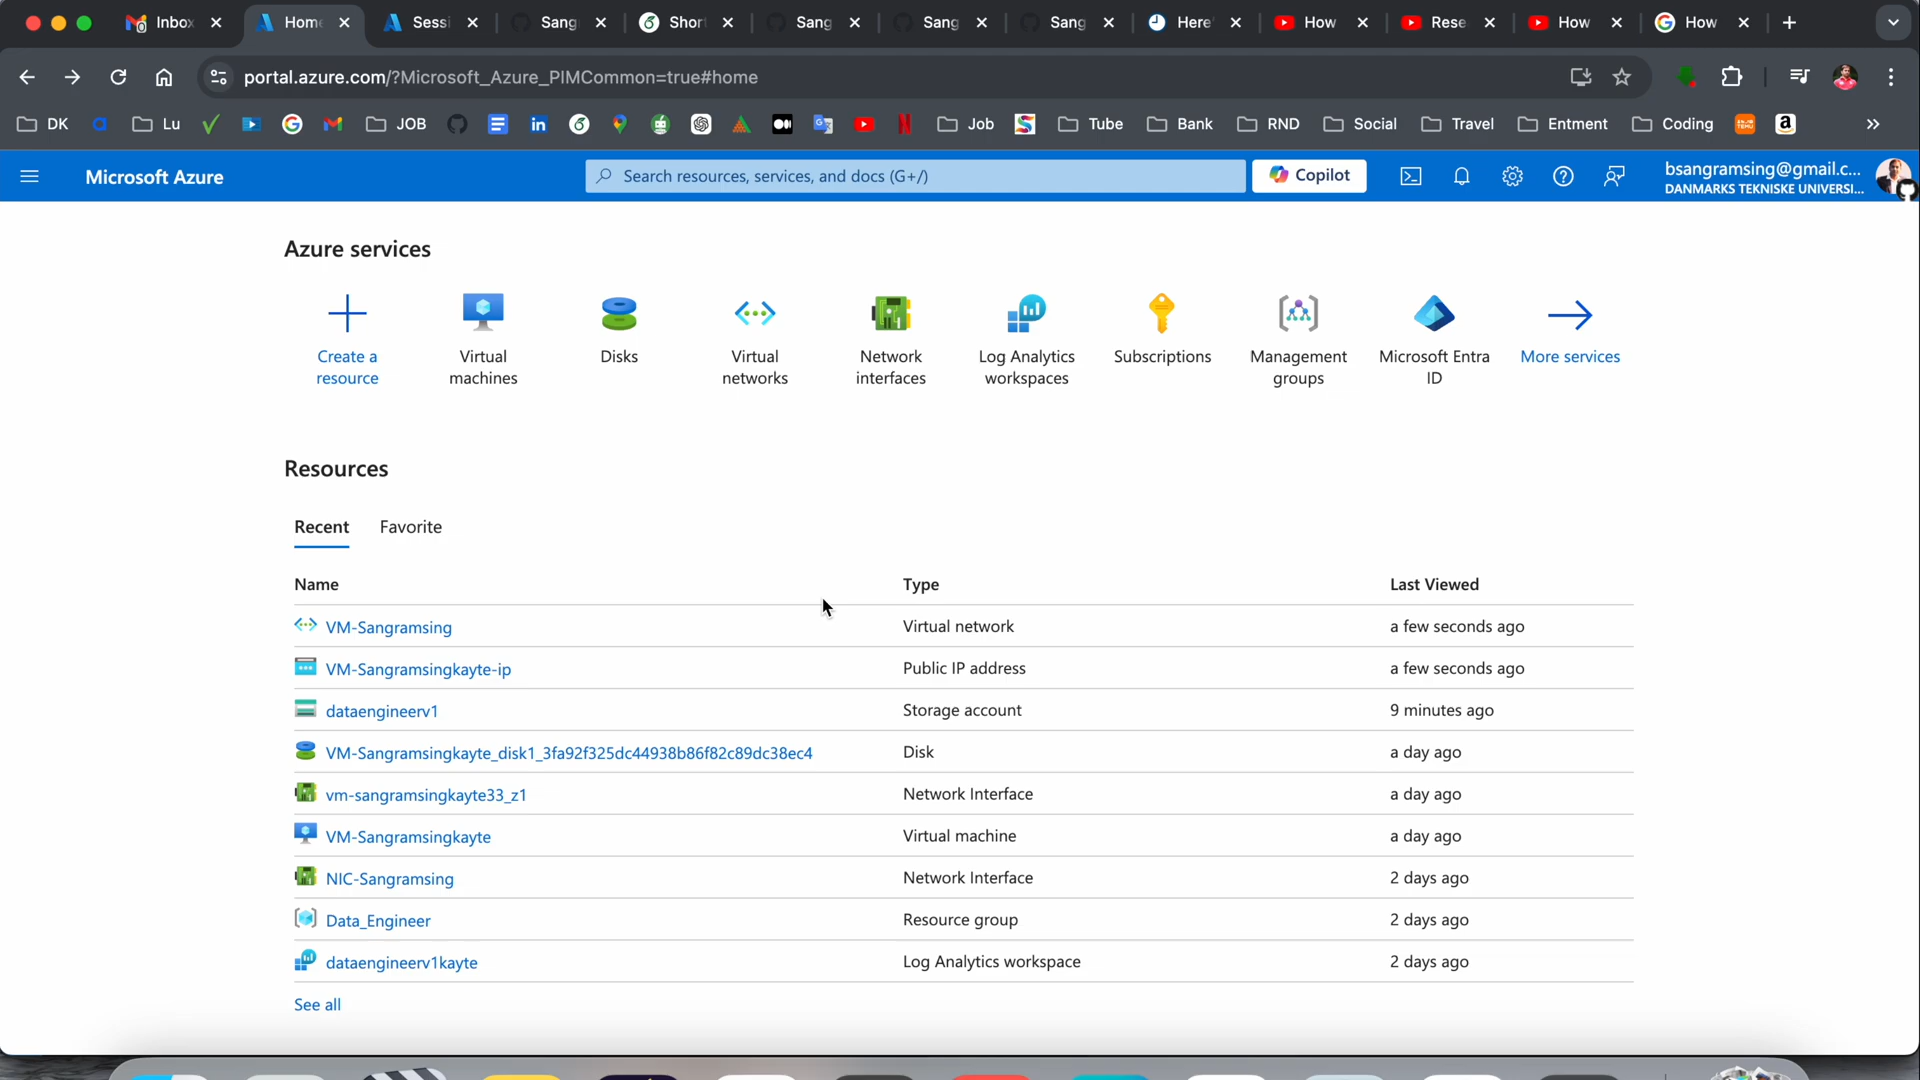 Inbox
Home
Sessi
Sang
Shor
Sang
Sang
Sang
Here'
How
Rese
How
How
portal.azure.com/?Microsoft_Azure_PIMCommon=true#home
DK
Lu
JOB
Job
Tube
Bank
RND
Social
Travel
Entment
Coding
Microsoft Azure
Search resources, services, and docs (G+/)
Copilot
bsangramsing@gmail.c...
DANMARKS TEKNISKE UNIVERSI...
Azure services
Create a resource
Virtual machines
Disks
Virtual networks
Network interfaces
Log Analytics workspaces
Subscriptions
Management groups
Microsoft Entra ID
More services
Resources
Recent
Favorite
Name Type Last Viewed
VM-Sangramsing Virtual network a few seconds ago
VM-Sangramsingkayte-ip Public IP address a few seconds ago
dataengineerv1 Storage account 9 minutes ago
VM-Sangramsingkayte_disk1_3fa92f325dc44938b86f82c89dc38ec4 Disk a day ago
vm-sangramsingkayte33_z1 Network Interface a day ago
VM-Sangramsingkayte Virtual machine a day ago
NIC-Sangramsing Network Interface 2 days ago
Data_Engineer Resource group 2 days ago
dataengineerv1kayte Log Analytics workspace 2 days ago
See all